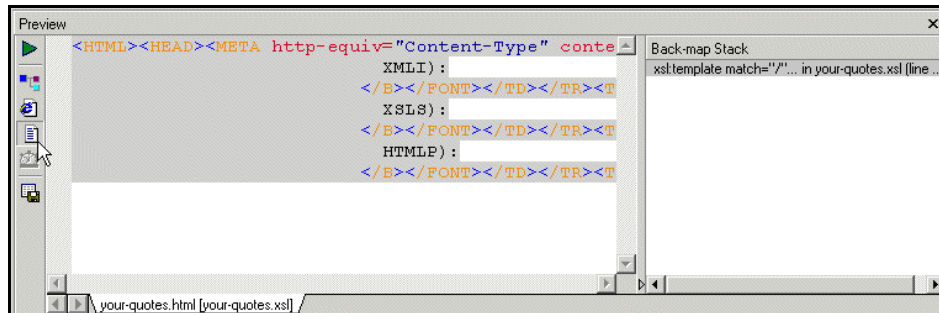 Preview
<HTML><HEAD><META http-equiv="Content-Type" conte
XMLI):
</B></FONT></TD></TR><T
XSLS):
</B></FONT></TD></TR><T
HTMLP):
</B></FONT></TD></TR><T
Back-map Stack
xsl:template match="/"... in your-quotes.xsl (line ...
your-quotes.html [your-quotes.xsl]